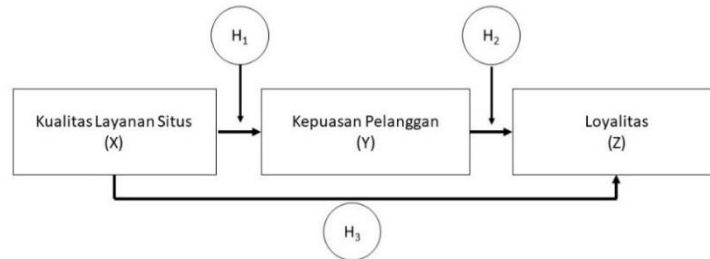 H₁
H₂
Kualitas Layanan Situs
(X)
Kepuasan Pelanggan
(Y)
Loyalitas
(Z)
H₃